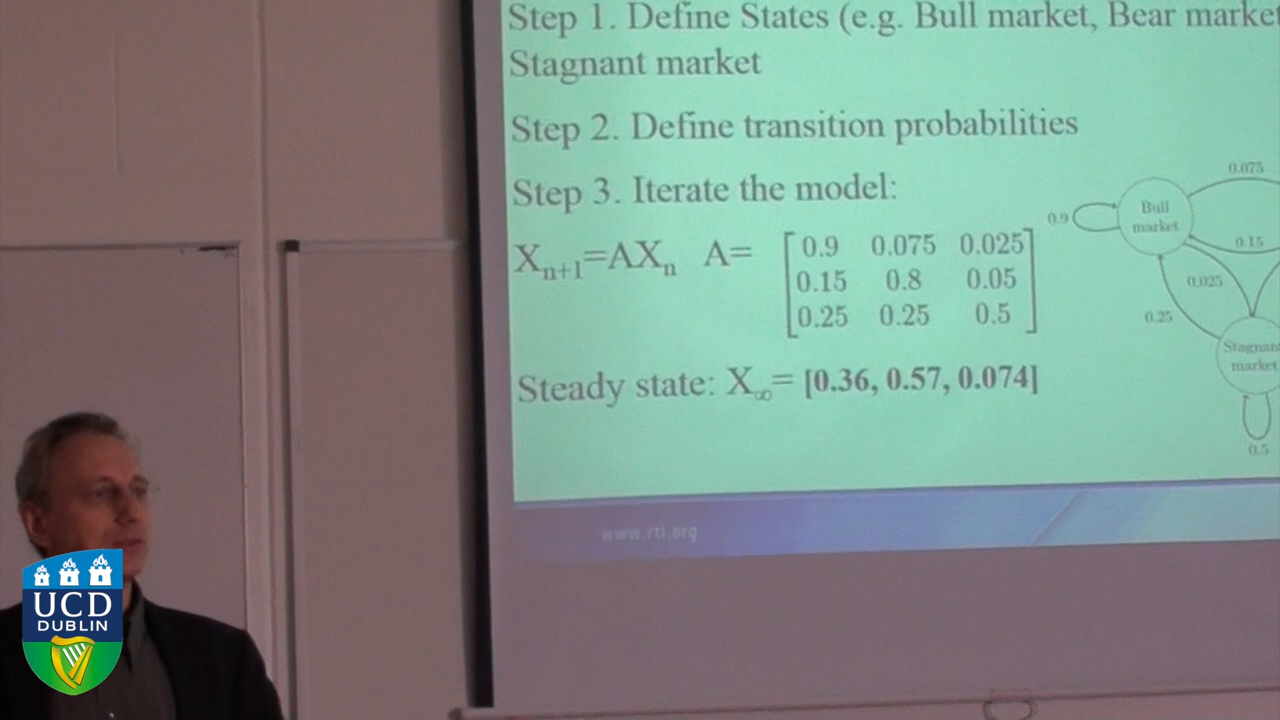 Step 1. Define States (e.g. Bull market, Bear marke
Stagnant market
Step 2. Define transition probabilities
Step 3. Iterate the model:
Xn+1=AXn A=
0.9 0.075 0.025
0.15 0.8 0.05
0.25 0.25 0.5
Steady state: X∞= [0.36, 0.57, 0.074]
0.075
0.9
Bull
market
0.15
0.025
0.25
Stagnan
market
0.5
www.rti.org
UCD
DUBLIN